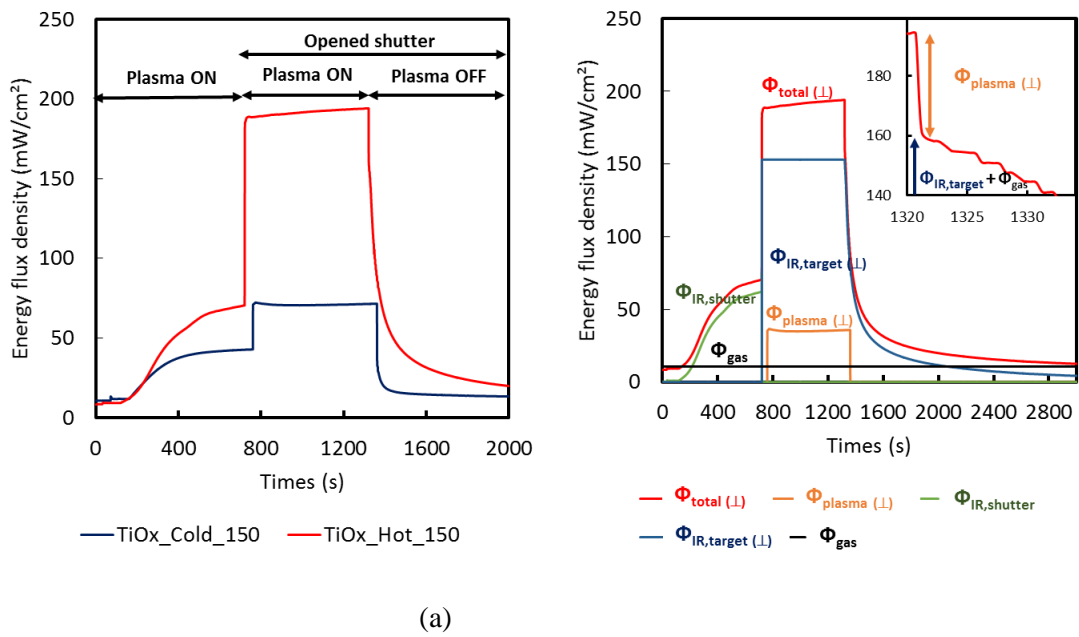 250
200
150
100
50
0
Energy flux density (mW/cm²)
Opened shutter
Plasma ON
Plasma ON
Plasma OFF
0 400 800 1200 1600 2000
Times (s)
TiOx_Cold_150 TiOx_Hot_150
(a)
250
200
150
100
50
0
Energy flux density (mW/cm²)
Φtotal (⊥)
ΦIR,target (⊥)
ΦIR,shutter
Φplasma (⊥)
Φgas
180
160
140
Φplasma (⊥)
ΦIR,target + Φgas
1320 1325 1330
0 400 800 1200 1600 2000 2400 2800
Times (s)
Φtotal (⊥) Φplasma (⊥) ΦIR,shutter
ΦIR,target (⊥) Φgas